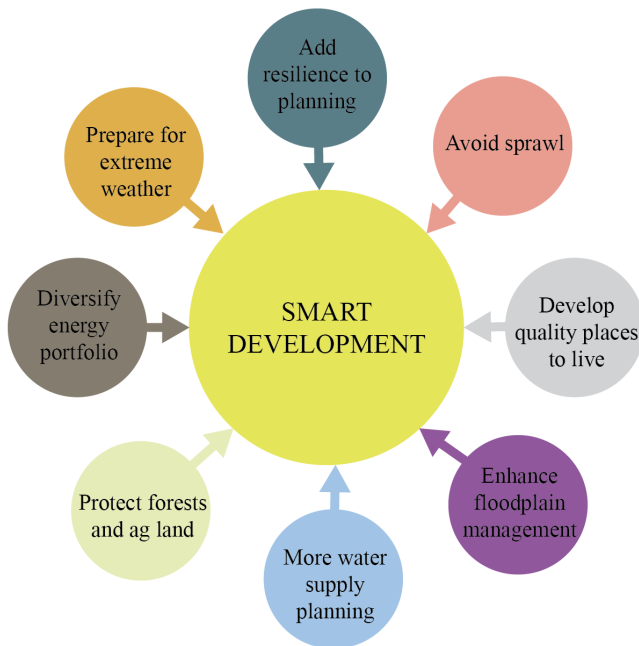 Add
resilience to
planning
Prepare for
extreme
weather
Avoid sprawl
Diversify
energy
portfolio
SMART
DEVELOPMENT
Develop
quality places
to live
Protect forests
and ag land
Enhance
floodplain
management
More water
supply
planning